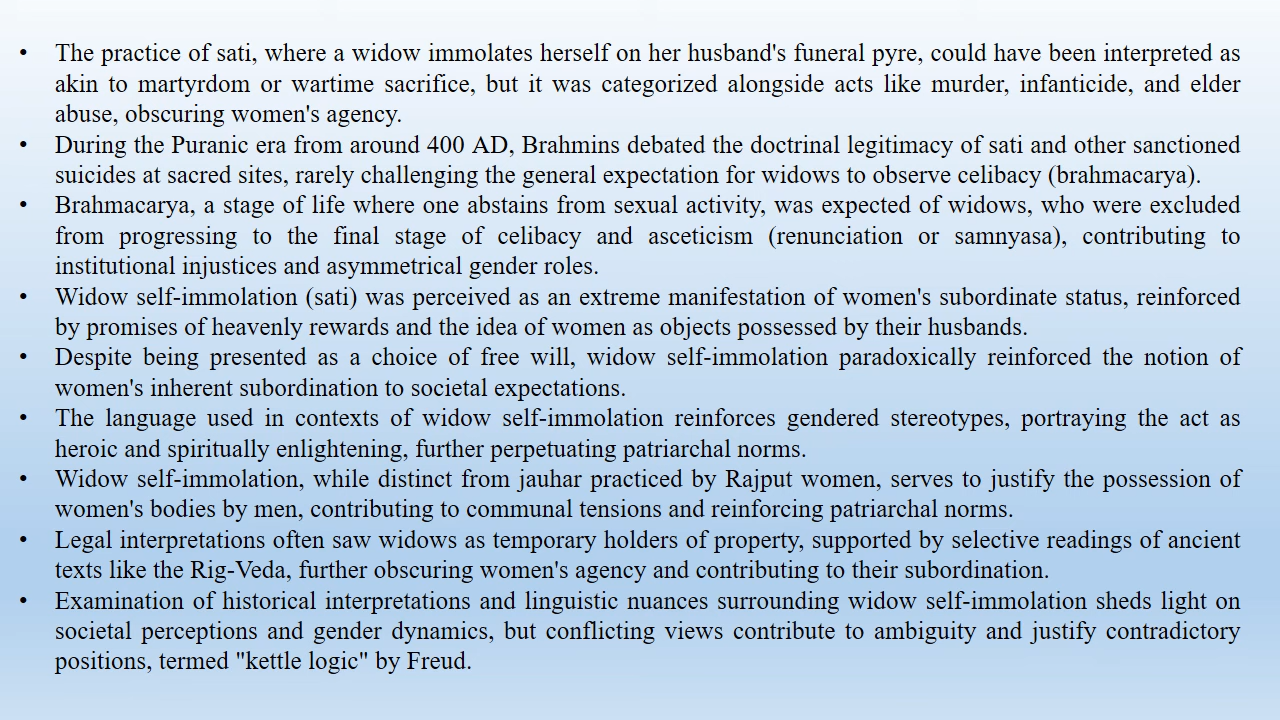 • The practice of sati, where a widow immolates herself on her husband's funeral pyre, could have been interpreted as
akin to martyrdom or wartime sacrifice, but it was categorized alongside acts like murder, infanticide, and elder
abuse, obscuring women's agency.
• During the Puranic era from around 400 AD, Brahmins debated the doctrinal legitimacy of sati and other sanctioned
suicides at sacred sites, rarely challenging the general expectation for widows to observe celibacy (brahmacarya).
• Brahmacarya, a stage of life where one abstains from sexual activity, was expected of widows, who were excluded
from progressing to the final stage of celibacy and asceticism (renunciation or samnyasa), contributing to
institutional injustices and asymmetrical gender roles.
• Widow self-immolation (sati) was perceived as an extreme manifestation of women's subordinate status, reinforced
by promises of heavenly rewards and the idea of women as objects possessed by their husbands.
• Despite being presented as a choice of free will, widow self-immolation paradoxically reinforced the notion of
women's inherent subordination to societal expectations.
• The language used in contexts of widow self-immolation reinforces gendered stereotypes, portraying the act as
heroic and spiritually enlightening, further perpetuating patriarchal norms.
• Widow self-immolation, while distinct from jauhar practiced by Rajput women, serves to justify the possession of
women's bodies by men, contributing to communal tensions and reinforcing patriarchal norms.
• Legal interpretations often saw widows as temporary holders of property, supported by selective readings of ancient
texts like the Rig-Veda, further obscuring women's agency and contributing to their subordination.
• Examination of historical interpretations and linguistic nuances surrounding widow self-immolation sheds light on
societal perceptions and gender dynamics, but conflicting views contribute to ambiguity and justify contradictory
positions, termed "kettle logic" by Freud.